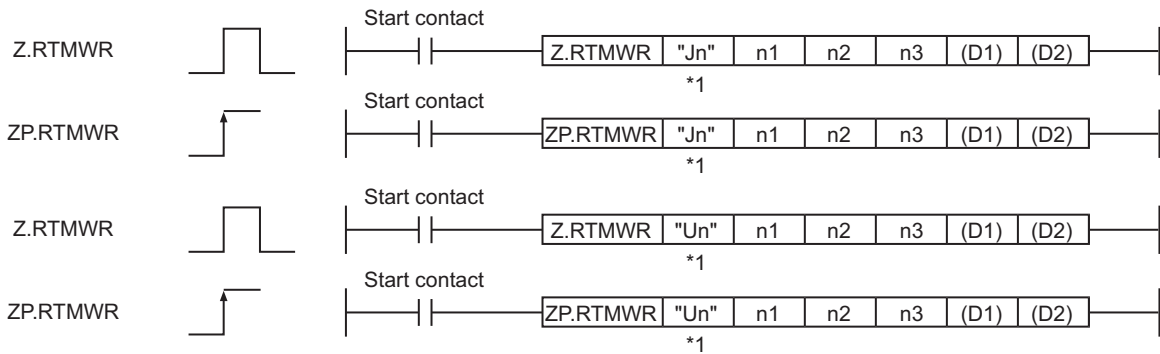 Start contact
Z.RTMWR Z.RTMWR "Jn" n1 n2 n3 (D1) (D2)
*1
Start contact
ZP.RTMWR ZP.RTMWR "Jn" n1 n2 n3 (D1) (D2)
*1
Start contact
Z.RTMWR Z.RTMWR "Un" n1 n2 n3 (D1) (D2)
*1
Start contact
ZP.RTMWR ZP.RTMWR "Un" n1 n2 n3 (D1) (D2)
*1